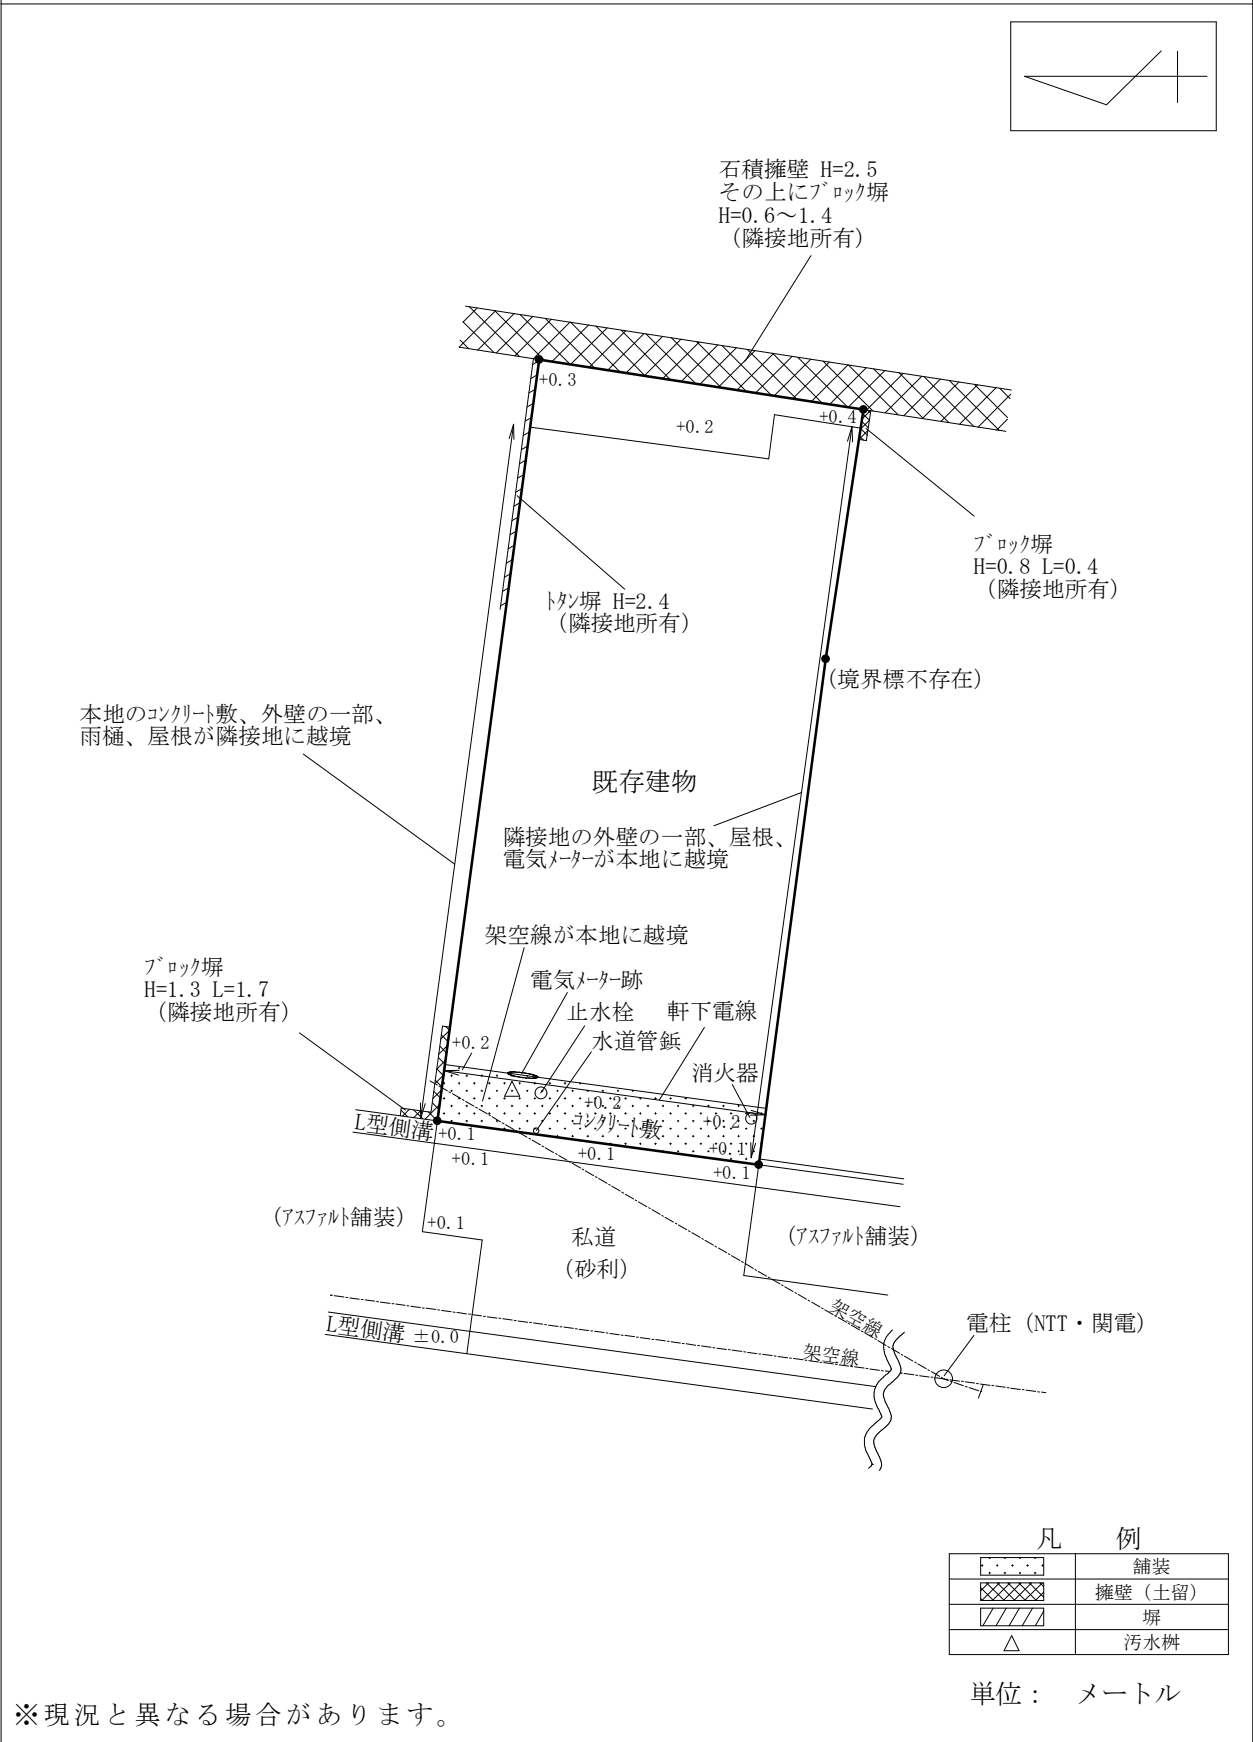 石積擁壁 H=2.5
その上にﾌﾞﾛｯｸ塀
H=0.6～1.4
（隣接地所有）
+0.3
+0.4
+0.2
ﾌﾞﾛｯｸ塀
H=0.8 L=0.4
（隣接地所有）
ﾄﾀﾝ塀 H=2.4
（隣接地所有）
（境界標不存在）
本地のｺﾝｸﾘｰﾄ敷、外壁の一部、
雨樋、屋根が隣接地に越境
既存建物
隣接地の外壁の一部、屋根、
電気ﾒｰﾀｰが本地に越境
架空線が本地に越境
ﾌﾞﾛｯｸ塀
H=1.3 L=1.7
（隣接地所有）
電気ﾒｰﾀｰ跡
止水栓
軒下電線
水道管鋲
+0.2
消火器
+0.2
ｺﾝｸﾘｰﾄ敷
+0.2
L型側溝
+0.1
+0.1
+0.1
+0.1
+0.1
（ｱｽﾌｧﾙﾄ舗装）
+0.1
私道
（砂利）
（ｱｽﾌｧﾙﾄ舗装）
架空線
電柱（NTT・関電）
L型側溝 ±0.0
架空線
凡 例
舗装
擁壁（土留）
塀
汚水桝
単位： メートル
※現況と異なる場合があります。